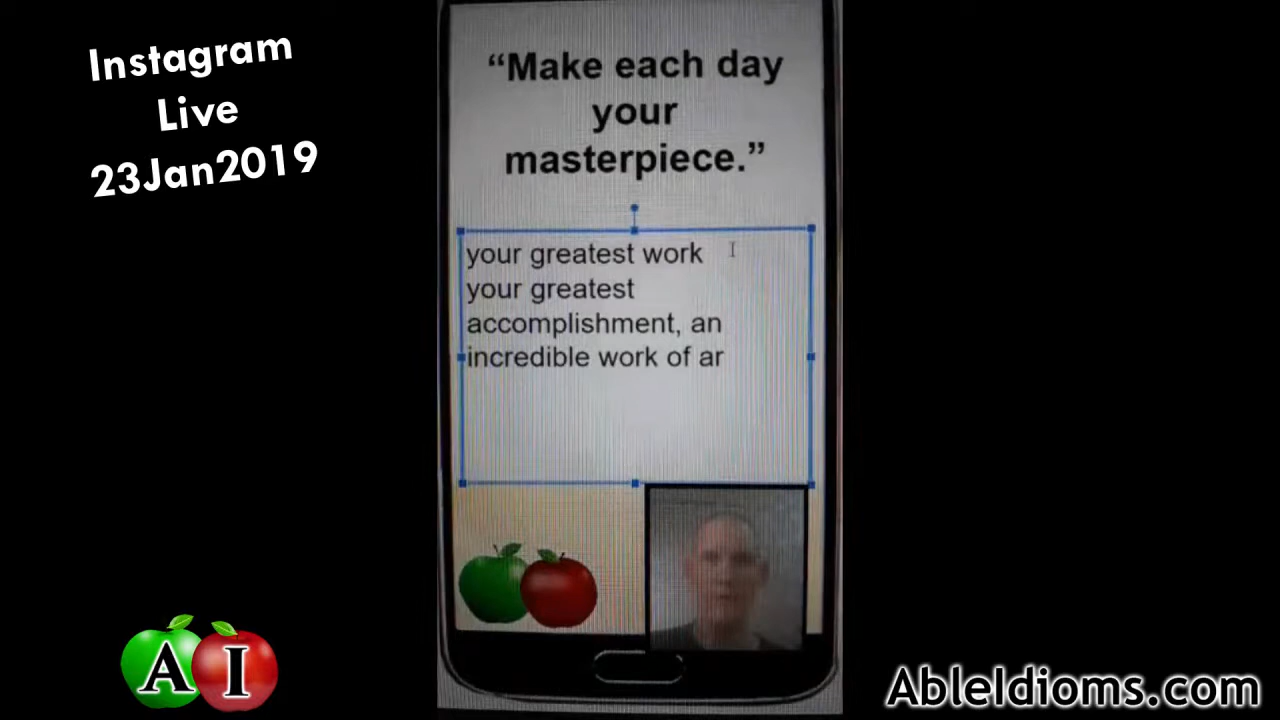 Instagram
Live
23Jan2019
“Make each day
your
masterpiece.”
your greatest work
your greatest
accomplishment, an
incredible work of ar
A I
AbleIdioms.com